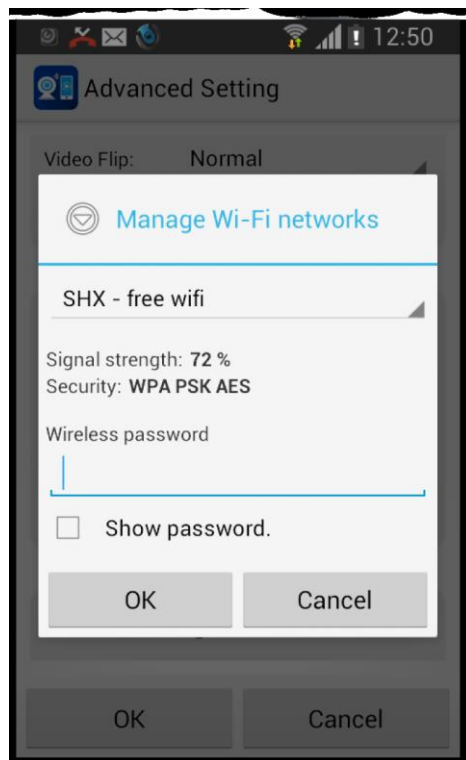 12:50
Advanced Setting
Video Flip: Normal
Manage Wi-Fi networks
SHX - free wifi
Signal strength: 72 %
Security: WPA PSK AES
Wireless password
Show password.
OK Cancel
OK Cancel